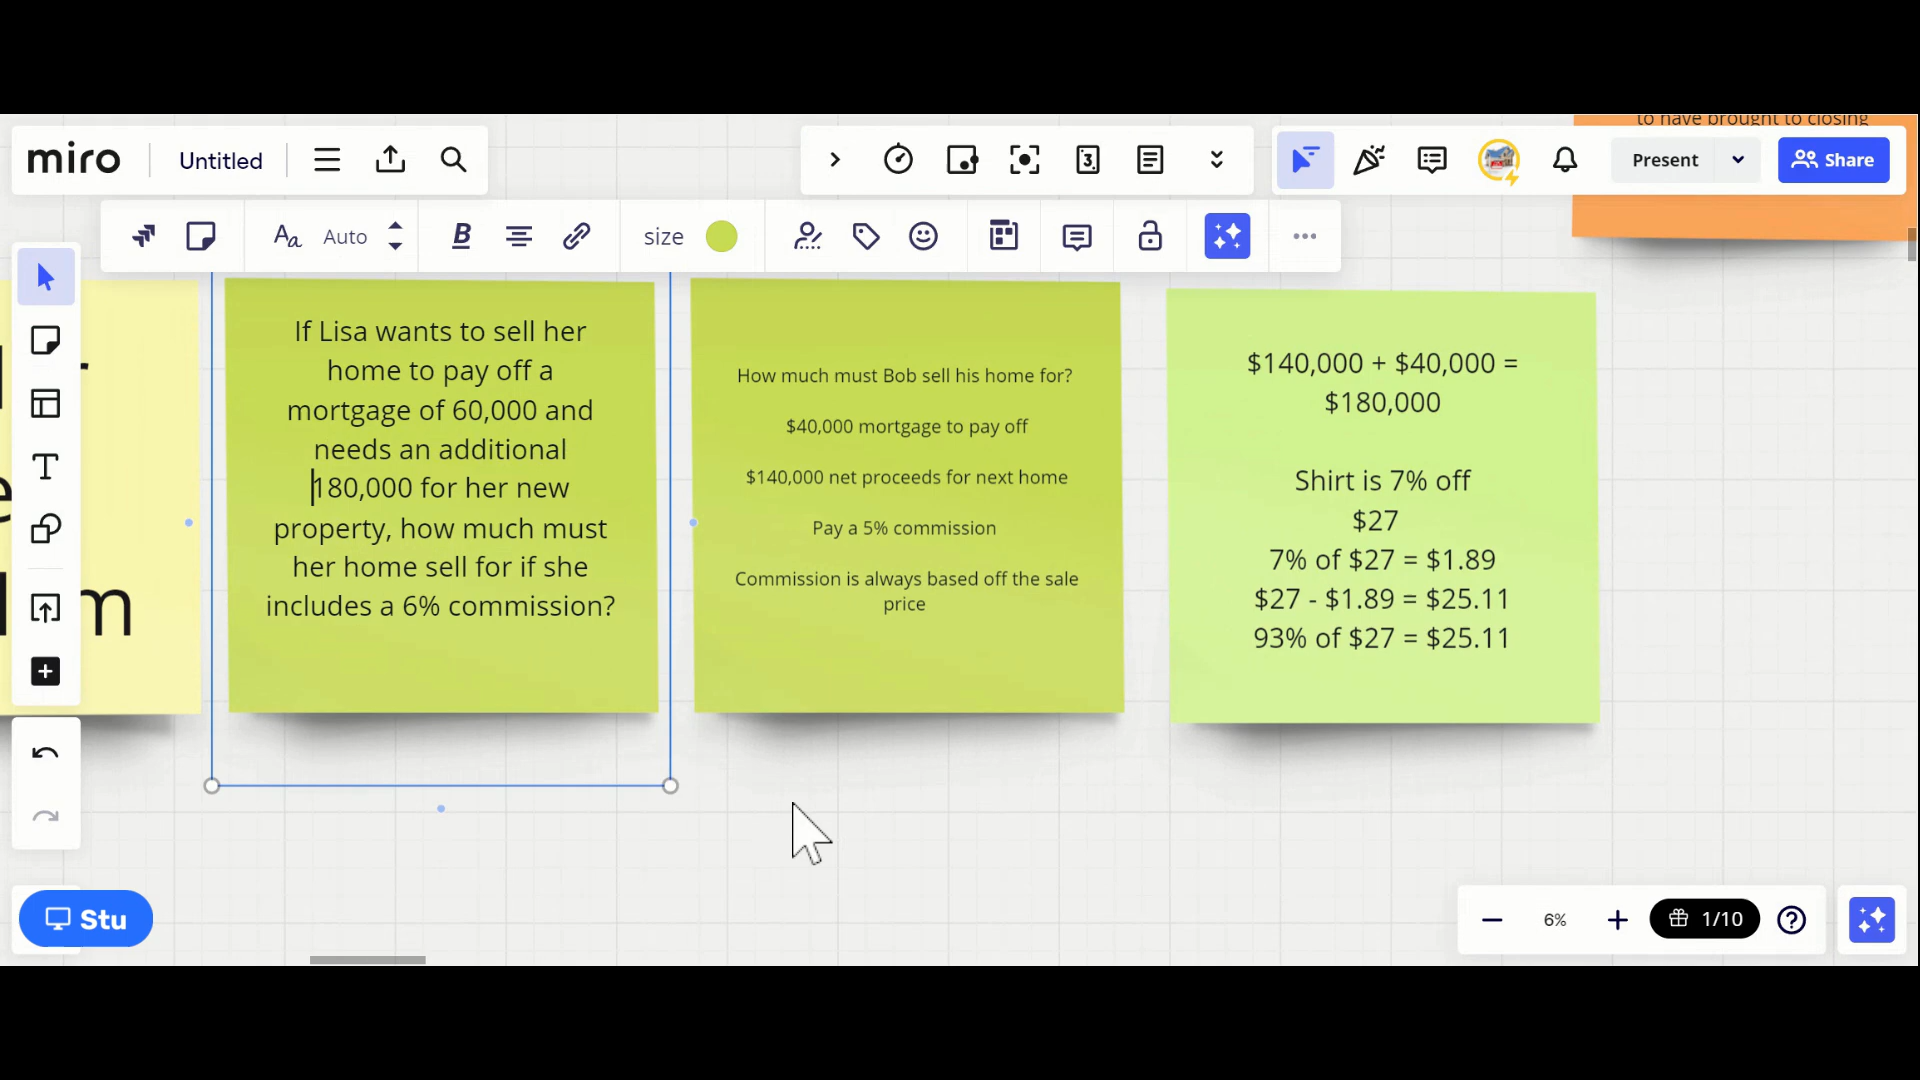 to have brought to closing
miro
Untitled
3
Present
Share
Aa
Auto
B
size
If Lisa wants to sell her
home to pay off a
mortgage of 60,000 and
needs an additional
180,000 for her new
property, how much must
her home sell for if she
includes a 6% commission?
How much must Bob sell his home for?
$40,000 mortgage to pay off
$140,000 net proceeds for next home
Pay a 5% commission
Commission is always based off the sale
price
$140,000 + $40,000 =
$180,000
Shirt is 7% off
$27
7% of $27 = $1.89
$27 - $1.89 = $25.11
93% of $27 = $25.11
T
Stu
6%
1/10